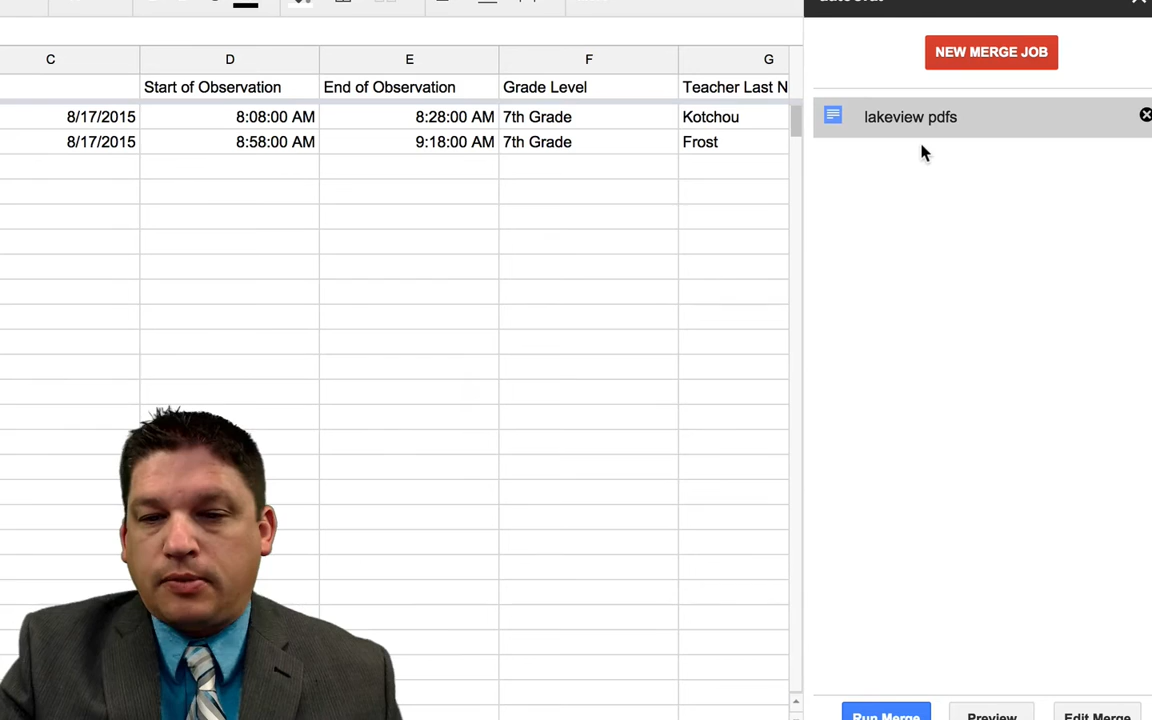 NEW MERGE JOB
C D E F G
Start of Observation End of Observation Grade Level Teacher Last N
8/17/2015 8:08:00 AM 8:28:00 AM 7th Grade Kotchou
8/17/2015 8:58:00 AM 9:18:00 AM 7th Grade Frost
lakeview pdfs
Run Merge Preview Edit Merge